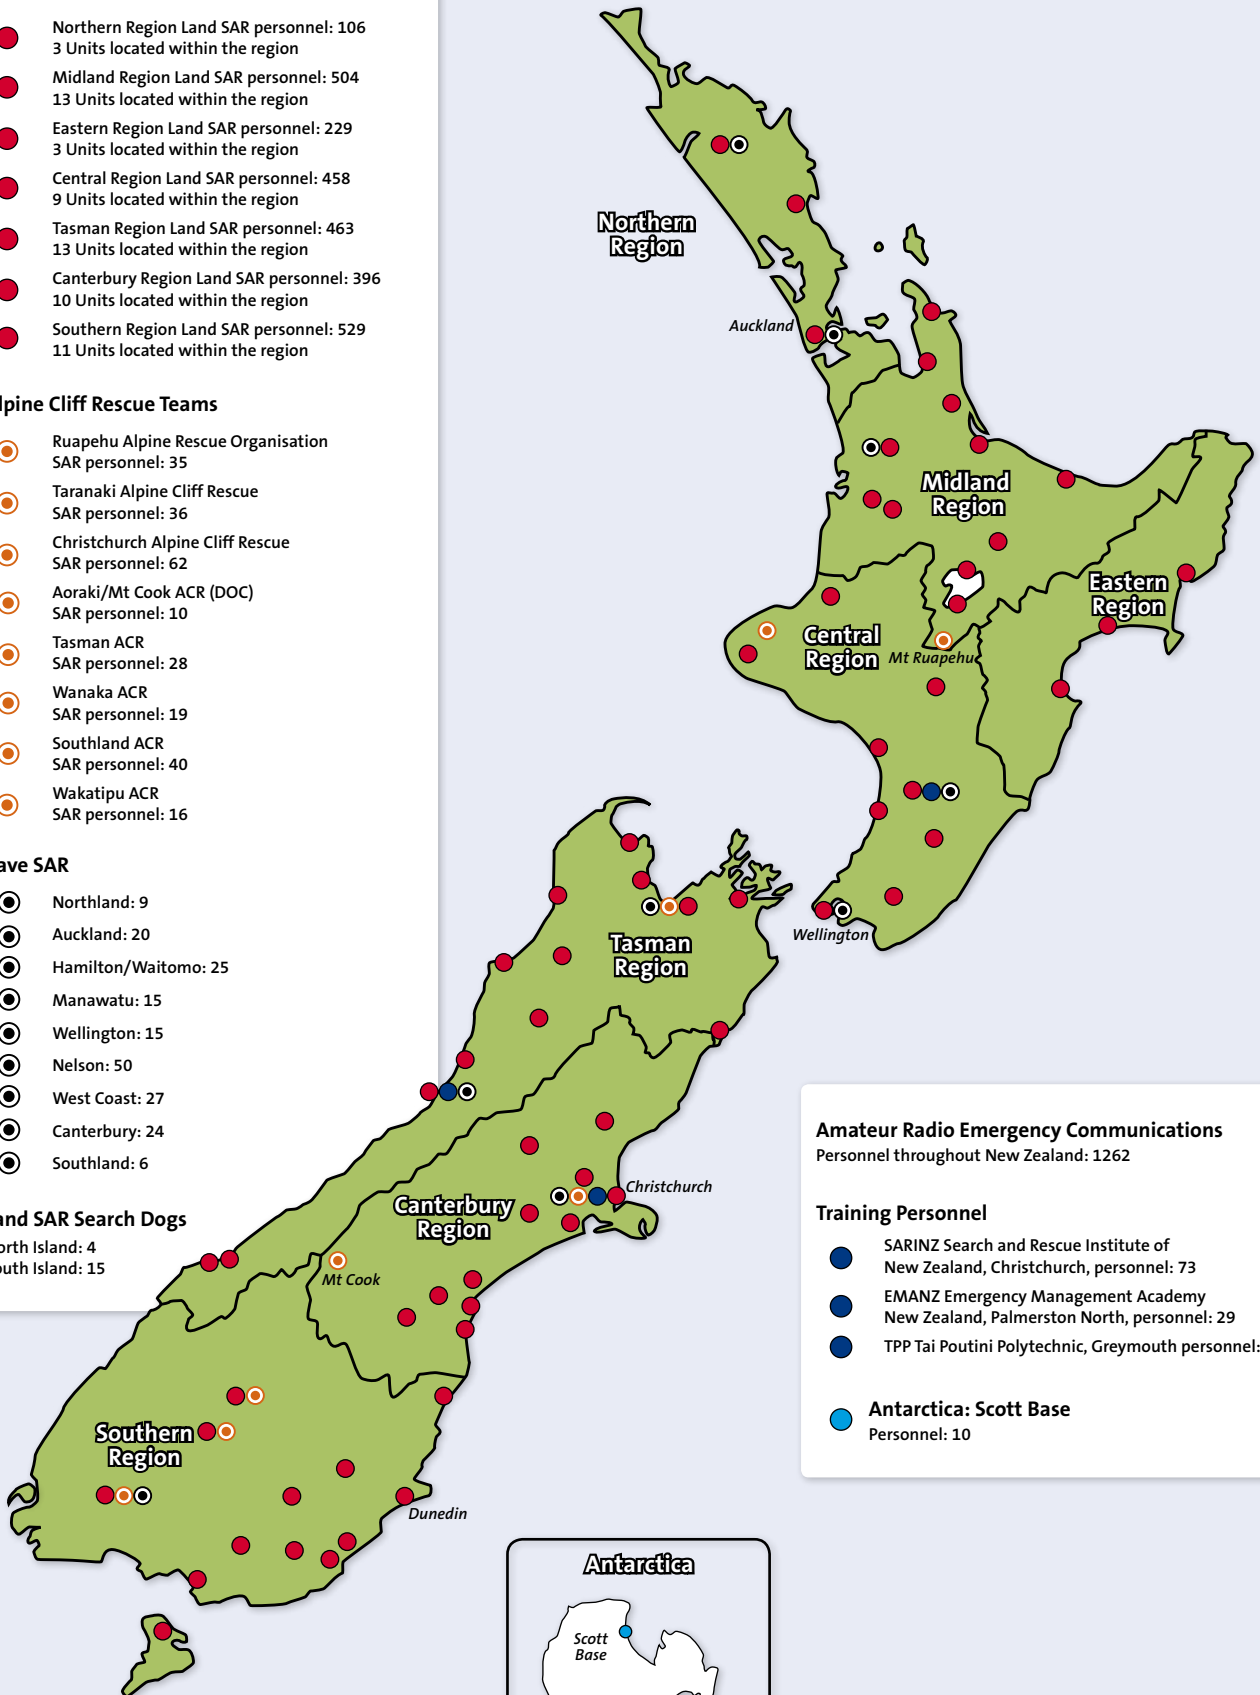 Northern Region Land SAR personnel: 106
3 Units located within the region
Midland Region Land SAR personnel: 504
13 Units located within the region
Eastern Region Land SAR personnel: 229
3 Units located within the region
Central Region Land SAR personnel: 458
9 Units located within the region
Tasman Region Land SAR personnel: 463
13 Units located within the region
Canterbury Region Land SAR personnel: 396
10 Units located within the region
Southern Region Land SAR personnel: 529
11 Units located within the region
lpine Cliff Rescue Teams
Ruapehu Alpine Rescue Organisation
SAR personnel: 35
Taranaki Alpine Cliff Rescue
SAR personnel: 36
Christchurch Alpine Cliff Rescue
SAR personnel: 62
Aoraki/Mt Cook ACR (DOC)
SAR personnel: 10
Tasman ACR
SAR personnel: 28
Wanaka ACR
SAR personnel: 19
Southland ACR
SAR personnel: 40
Wakatipu ACR
SAR personnel: 16
ave SAR
Northland: 9
Auckland: 20
Hamilton/Waitomo: 25
Manawatu: 15
Wellington: 15
Nelson: 50
West Coast: 27
Canterbury: 24
Southland: 6
and SAR Search Dogs
orth Island: 4
outh Island: 15
Northern
Region
Auckland
Midland
Region
Eastern
Region
Central
Region
Mt Ruapehu
Wellington
Tasman
Region
Christchurch
Canterbury
Region
Mt Cook
Southern
Region
Dunedin
Amateur Radio Emergency Communications
Personnel throughout New Zealand: 1262
Training Personnel
SARINZ Search and Rescue Institute of
New Zealand, Christchurch, personnel: 73
EMANZ Emergency Management Academy
New Zealand, Palmerston North, personnel: 29
TPP Tai Poutini Polytechnic, Greymouth personnel:
Antarctica: Scott Base
Personnel: 10
Antarctica
Scott
Base